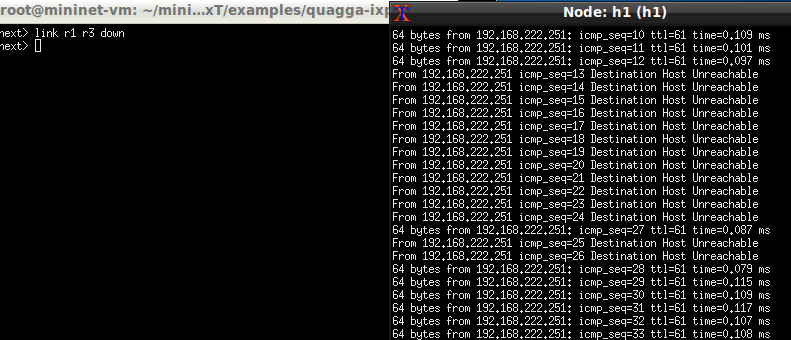 root@mininet-vm: ~/mini...xT/examples/quagga-ixp
next> link r1 r3 down
next>
Node: h1 (h1)
64 bytes from 192.168.222.251: icmp_seq=10 ttl=61 time=0.109 ms
64 bytes from 192.168.222.251: icmp_seq=11 ttl=61 time=0.101 ms
64 bytes from 192.168.222.251: icmp_seq=12 ttl=61 time=0.097 ms
From 192.168.222.251 icmp_seq=13 Destination Host Unreachable
From 192.168.222.251 icmp_seq=14 Destination Host Unreachable
From 192.168.222.251 icmp_seq=15 Destination Host Unreachable
From 192.168.222.251 icmp_seq=16 Destination Host Unreachable
From 192.168.222.251 icmp_seq=17 Destination Host Unreachable
From 192.168.222.251 icmp_seq=18 Destination Host Unreachable
From 192.168.222.251 icmp_seq=19 Destination Host Unreachable
From 192.168.222.251 icmp_seq=20 Destination Host Unreachable
From 192.168.222.251 icmp_seq=21 Destination Host Unreachable
From 192.168.222.251 icmp_seq=22 Destination Host Unreachable
From 192.168.222.251 icmp_seq=23 Destination Host Unreachable
From 192.168.222.251 icmp_seq=24 Destination Host Unreachable
64 bytes from 192.168.222.251: icmp_seq=27 ttl=61 time=0.087 ms
From 192.168.222.251 icmp_seq=25 Destination Host Unreachable
From 192.168.222.251 icmp_seq=26 Destination Host Unreachable
64 bytes from 192.168.222.251: icmp_seq=28 ttl=61 time=0.079 ms
64 bytes from 192.168.222.251: icmp_seq=29 ttl=61 time=0.115 ms
64 bytes from 192.168.222.251: icmp_seq=30 ttl=61 time=0.109 ms
64 bytes from 192.168.222.251: icmp_seq=31 ttl=61 time=0.117 ms
64 bytes from 192.168.222.251: icmp_seq=32 ttl=61 time=0.107 ms
64 bytes from 192.168.222.251: icmp_seq=33 ttl=61 time=0.108 ms